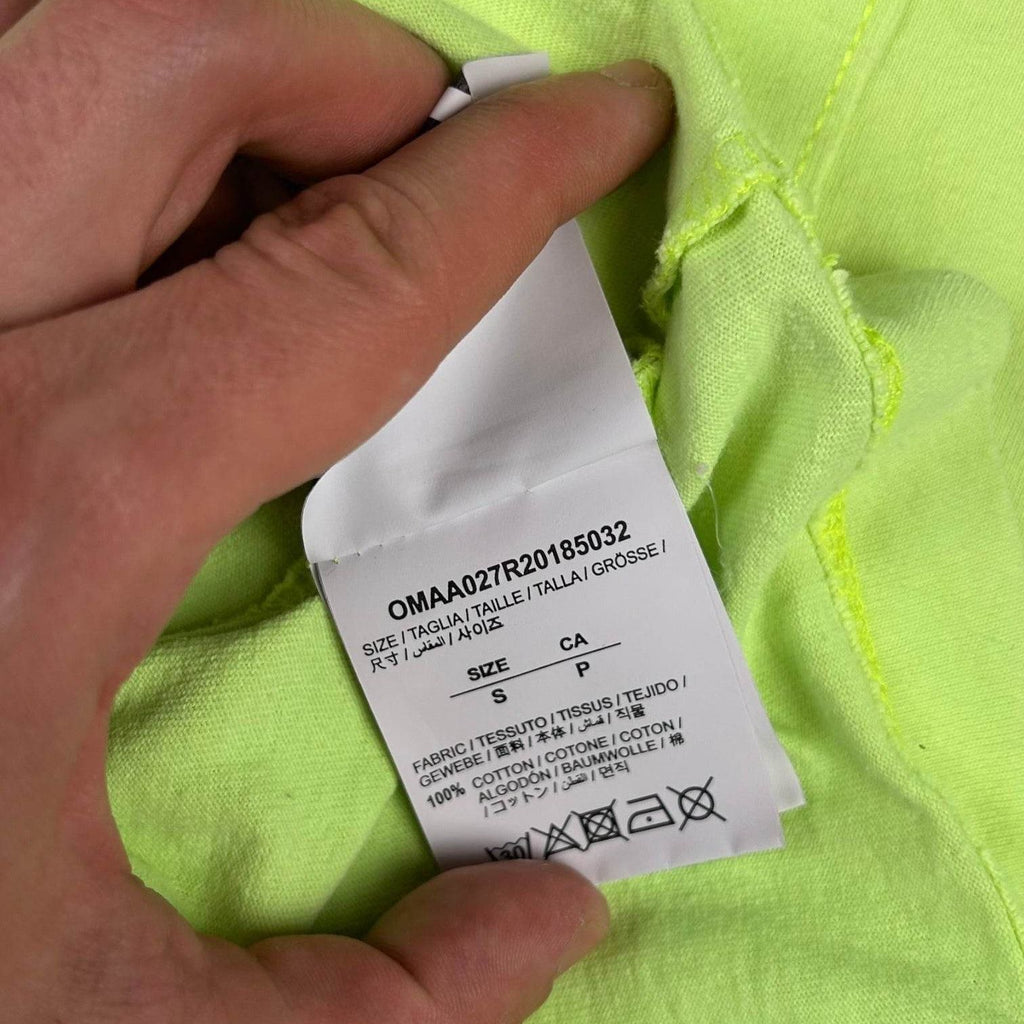 OMAA027R20185032
SIZE / TAGLIA / TAILLE / TALLA / GRÖSSE /
尺寸 / المقاس / 사이즈
SIZE CA
S P
FABRIC / TESSUTO / TISSUS / TEJIDO /
GEWEBE / 面料 / 本体 / قماش / 직물
100% COTTON / COTONE / COTON /
ALGODÓN / BAUMWOLLE / 棉
/ コットン / القطن / 면직
30